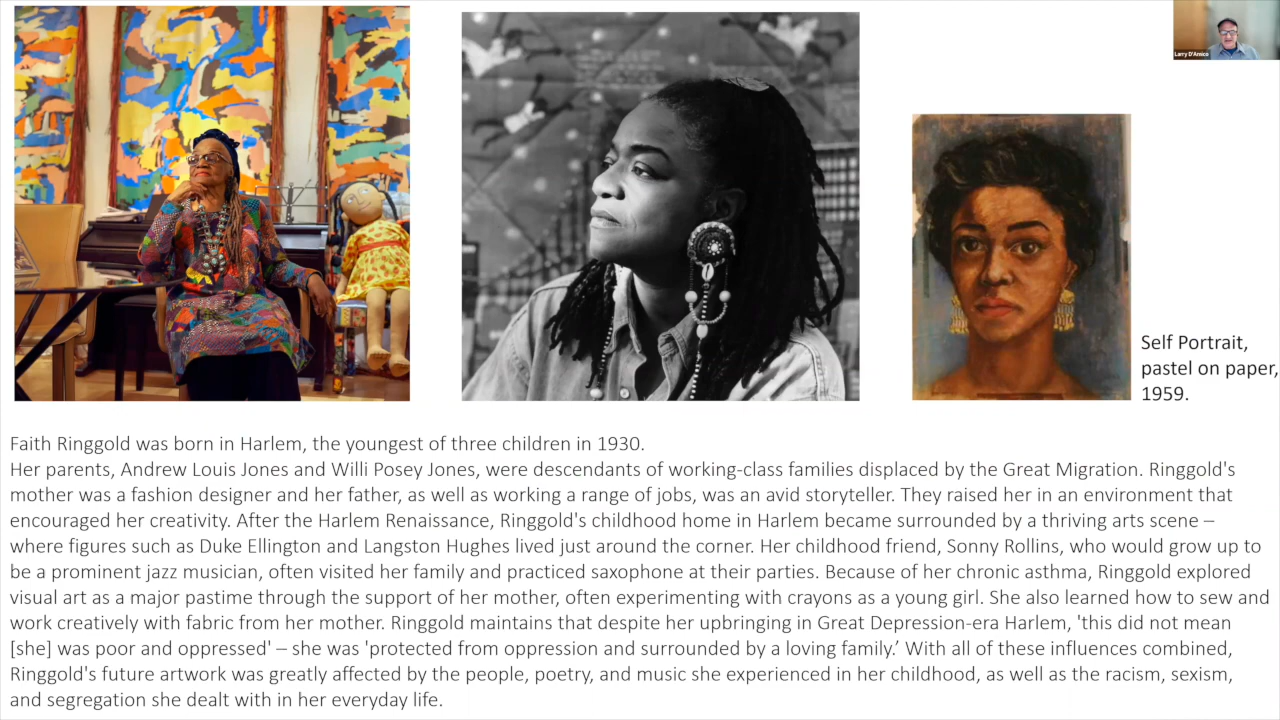 Larry D'Amico
Self Portrait,
pastel on paper,
1959.
Faith Ringgold was born in Harlem, the youngest of three children in 1930.
Her parents, Andrew Louis Jones and Willi Posey Jones, were descendants of working-class families displaced by the Great Migration. Ringgold's
mother was a fashion designer and her father, as well as working a range of jobs, was an avid storyteller. They raised her in an environment that
encouraged her creativity. After the Harlem Renaissance, Ringgold's childhood home in Harlem became surrounded by a thriving arts scene –
where figures such as Duke Ellington and Langston Hughes lived just around the corner. Her childhood friend, Sonny Rollins, who would grow up to
be a prominent jazz musician, often visited her family and practiced saxophone at their parties. Because of her chronic asthma, Ringgold explored
visual art as a major pastime through the support of her mother, often experimenting with crayons as a young girl. She also learned how to sew and
work creatively with fabric from her mother. Ringgold maintains that despite her upbringing in Great Depression-era Harlem, 'this did not mean
[she] was poor and oppressed' – she was 'protected from oppression and surrounded by a loving family.’ With all of these influences combined,
Ringgold's future artwork was greatly affected by the people, poetry, and music she experienced in her childhood, as well as the racism, sexism,
and segregation she dealt with in her everyday life.